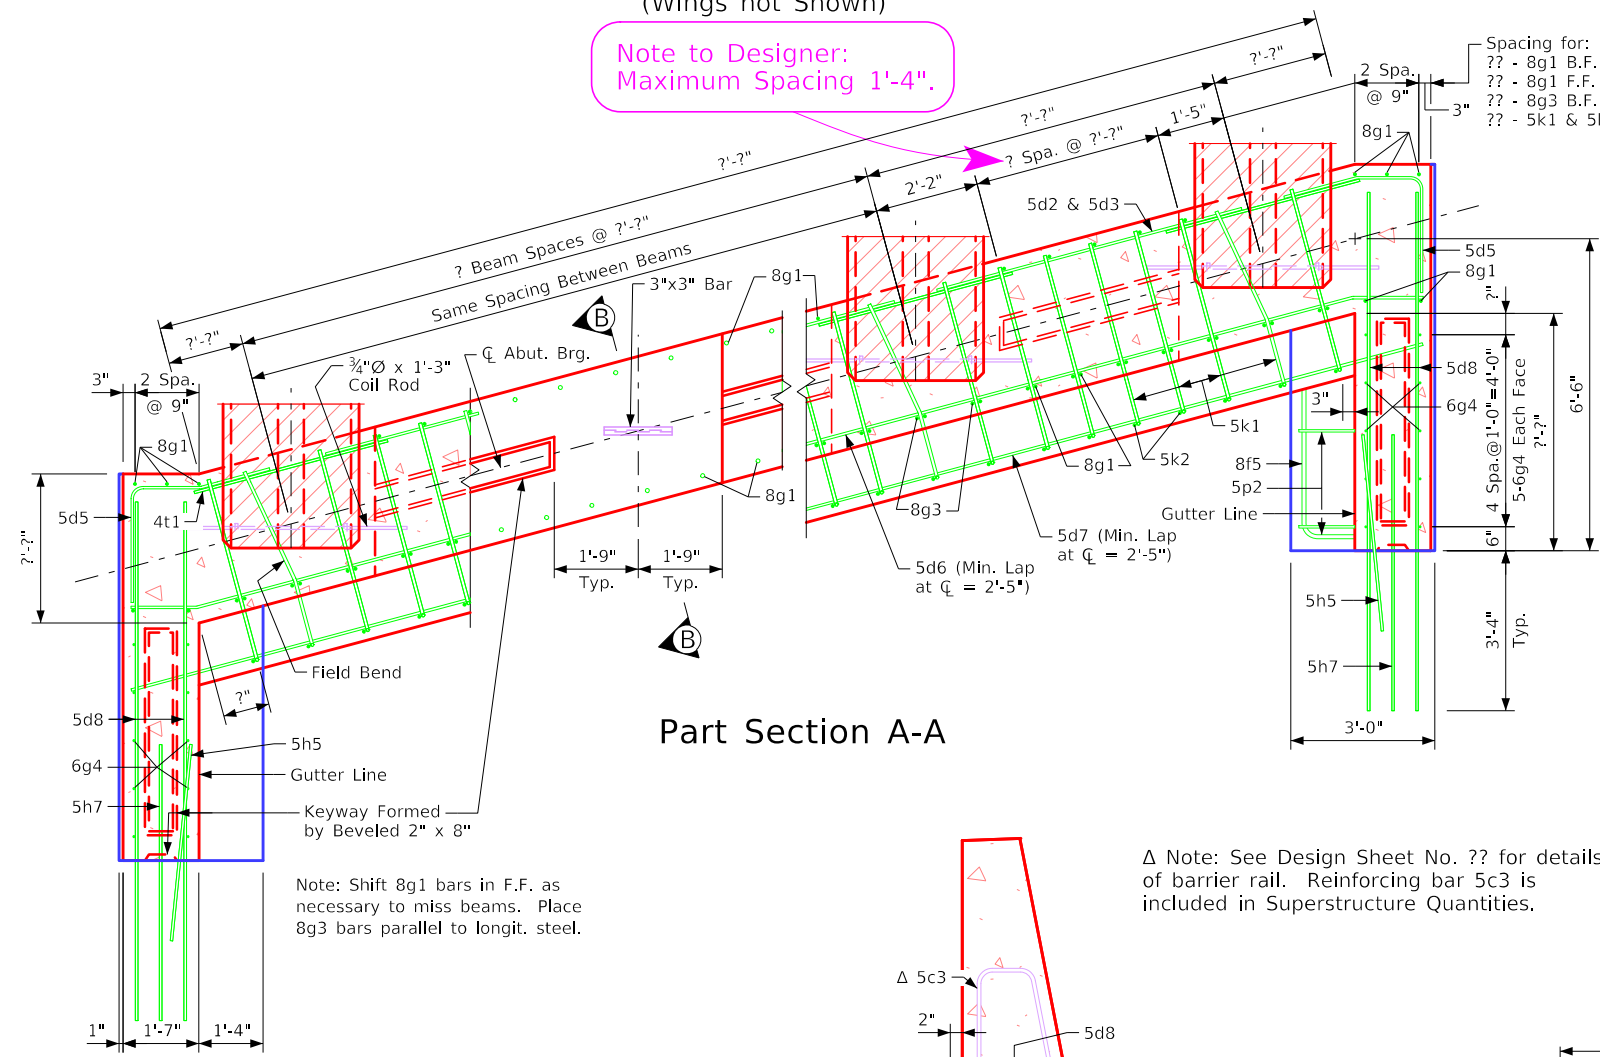 (Wings not Shown)
Note to Designer:
Maximum Spacing 1'-4".
Spacing for:
?? - 8g1 B.F.
?? - 8g1 F.F.
?? - 8g3 B.F.
?? - 5k1 & 5
2 Spa.
@ 9"
3"
8g1
?'-?"
?'-?"
1'-5"
? Spa. @ ?'-?"
?'-?"
2'-2"
5d2 & 5d3
? Beam Spaces @ ?'-?"
Same Spacing Between Beams
3"x3" Bar
8g1
B
?'-?"
¾"Ø x 1'-3"
Coil Rod
℄ Abut. Brg.
3"
2 Spa.
@ 9"
8g1
5d5
4t1
?'-?"
5d5
8g1
?"
5d8
6g4
3"
5k1
5k2
8g1
8g3
8g1
8f5
5p2
Gutter Line
4 Spa.@1'-0"=4'-0"
5-6g4 Each Face
6"
?'-?"
6'-6"
5d7 (Min. Lap
at ℄ = 2'-5")
5d6 (Min. Lap
at ℄ = 2'-5")
1'-9"
Typ.
1'-9"
Typ.
B
5h5
3'-4"
Typ.
5h7
3'-0"
Field Bend
?"
Part Section A-A
5d8
5h5
6g4
Gutter Line
5h7
Keyway Formed
by Beveled 2" x 8"
Note: Shift 8g1 bars in F.F. as
necessary to miss beams. Place
8g3 bars parallel to longit. steel.
1"
1'-7"
1'-4"
Δ Note: See Design Sheet No. ?? for details
of barrier rail. Reinforcing bar 5c3 is
included in Superstructure Quantities.
Δ 5c3
2"
5d8